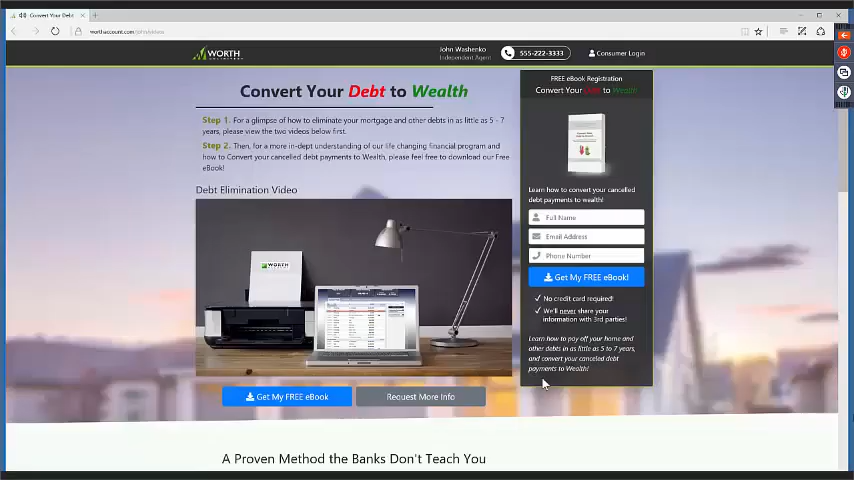 Convert Your Debt
worthaccount.com/johnj/videos
WORTH
John Washenko
Independent Agent
555-222-3333
Consumer Login
Convert Your Debt to Wealth
Step 1. For a glimpse of how to eliminate your mortgage and other debts in as little as 5 - 7
years, please view the two videos below first.
Step 2. Then, for a more in-depth understanding of our life changing financial program and
how to Convert your cancelled debt payments to Wealth, please feel free to download our Free
eBook!
Debt Elimination Video
WORTH
Get My FREE eBook
Request More Info
FREE eBook Registration
Convert Your Debt to Wealth
Learn how to convert your cancelled
debt payments to wealth!
Full Name
Email Address
Phone Number
Get My FREE eBook!
No credit card required!
We'll never share your
information with 3rd parties!
Learn how to pay off your home and
other debts in as little as 5 to 7 years,
and convert your canceled debt
payments to Wealth!
A Proven Method the Banks Don't Teach You